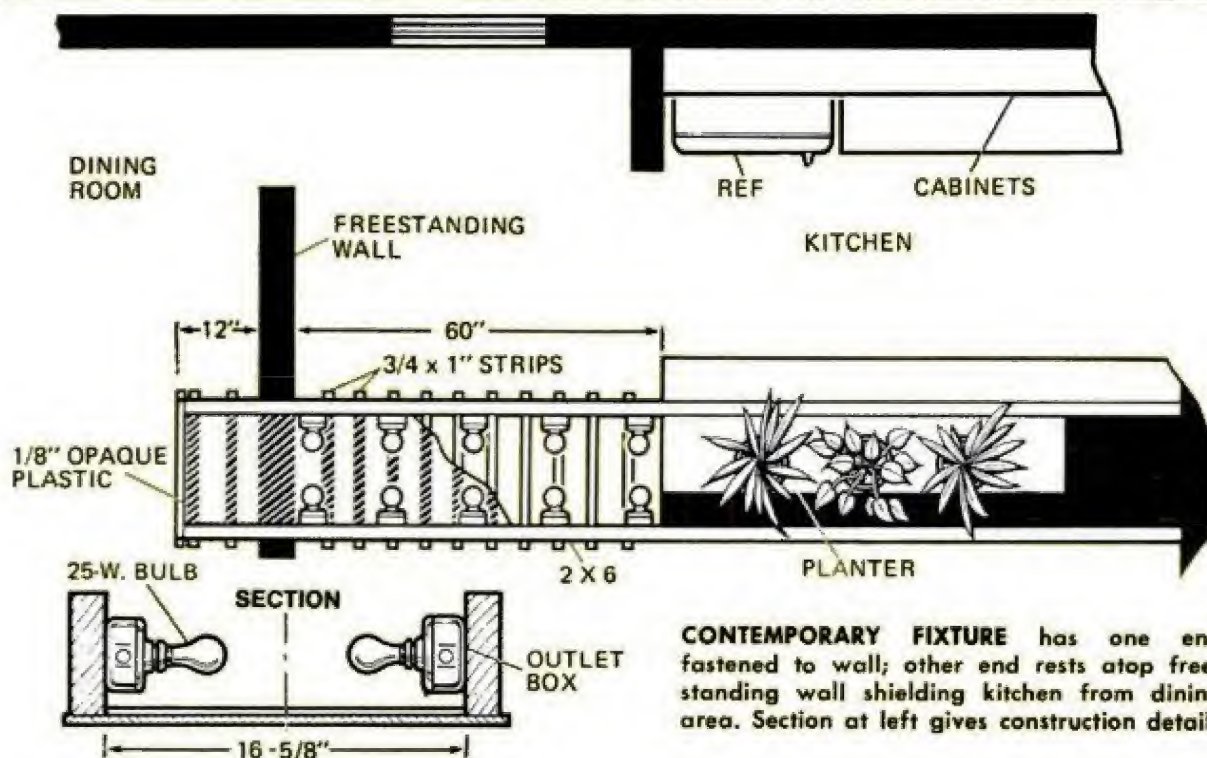 DINING
ROOM
REF
CABINETS
KITCHEN
FREESTANDING
WALL
12"
60"
3/4 x 1" STRIPS
1/8" OPAQUE
PLASTIC
2 X 6
PLANTER
25-W. BULB
SECTION
OUTLET
BOX
16-5/8"
CONTEMPORARY FIXTURE has one en
fastened to wall; other end rests atop free
standing wall shielding kitchen from dinin
area. Section at left gives construction detail